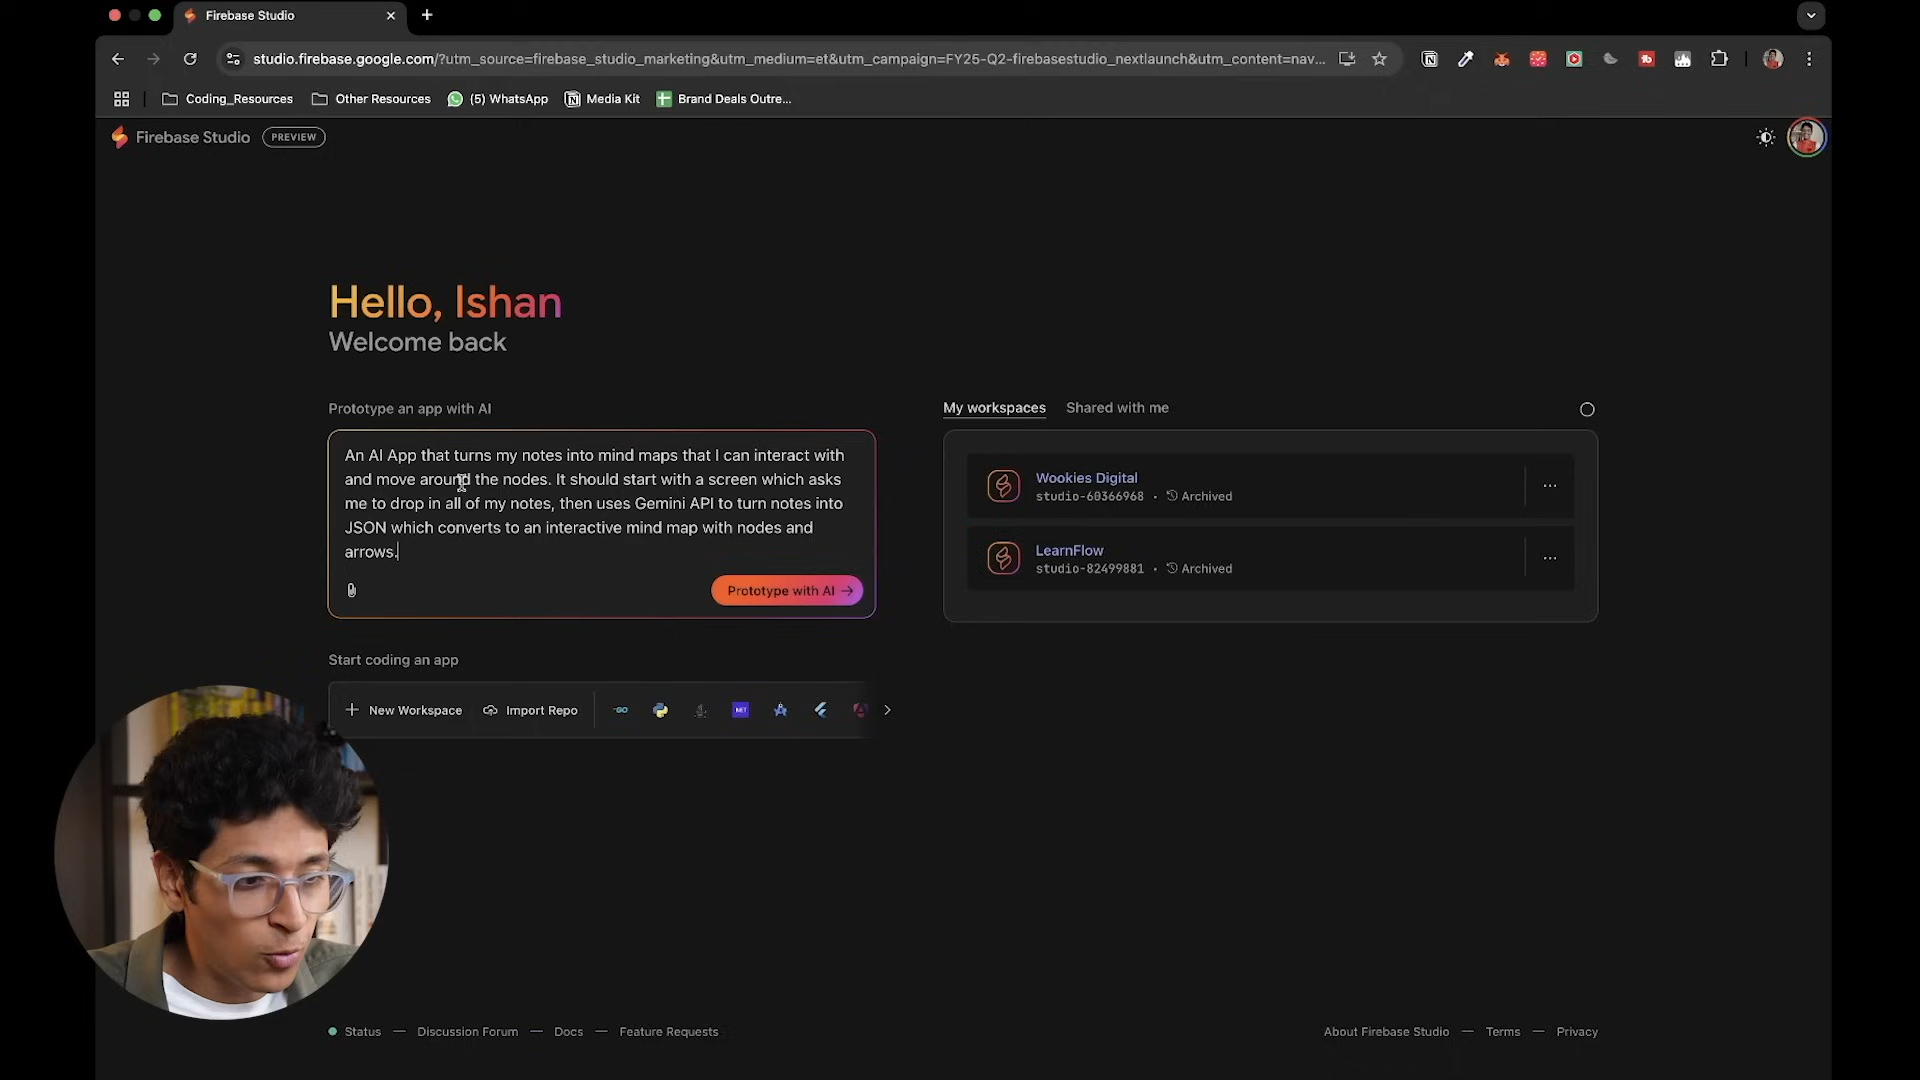 Firebase Studio
studio.firebase.google.com/?utm_source=firebase_studio_marketing&utm_medium=et&utm_campaign=FY25-Q2-firebasestudio_nextlaunch&utm_content=nav...
Coding_Resources
Other Resources
(5) WhatsApp
Media Kit
Brand Deals Outre...
Firebase Studio PREVIEW
Hello, Ishan
Welcome back
Prototype an app with AI
An AI App that turns my notes into mind maps that I can interact with
and move around the nodes. It should start with a screen which asks
me to drop in all of my notes, then uses Gemini API to turn notes into
JSON which converts to an interactive mind map with nodes and
arrows.
Prototype with AI
My workspaces
Shared with me
Wookies Digital
studio-60366968 · Archived
LearnFlow
studio-82499881 · Archived
Start coding an app
New Workspace
Import Repo
GO
NET
Status — Discussion Forum — Docs — Feature Requests
About Firebase Studio — Terms — Privacy